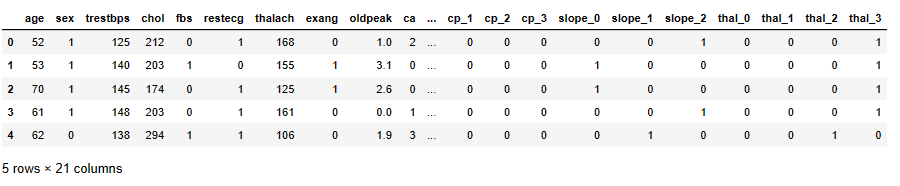 age sex trestbps chol fbs restecg thalach exang oldpeak ca ... cp_1 cp_2 cp_3 slope_0 slope_1 slope_2 thal_0 thal_1 thal_2 thal_3
0 52 1 125 212 0 1 168 0 1.0 2 ... 0 0 0 0 0 1 0 0 0 1
1 53 1 140 203 1 0 155 1 3.1 0 ... 0 0 0 1 0 0 0 0 0 1
2 70 1 145 174 0 1 125 1 2.6 0 ... 0 0 0 1 0 0 0 0 0 1
3 61 1 148 203 0 1 161 0 0.0 1 ... 0 0 0 0 0 1 0 0 0 1
4 62 0 138 294 1 1 106 0 1.9 3 ... 0 0 0 0 1 0 0 0 1 0
5 rows × 21 columns